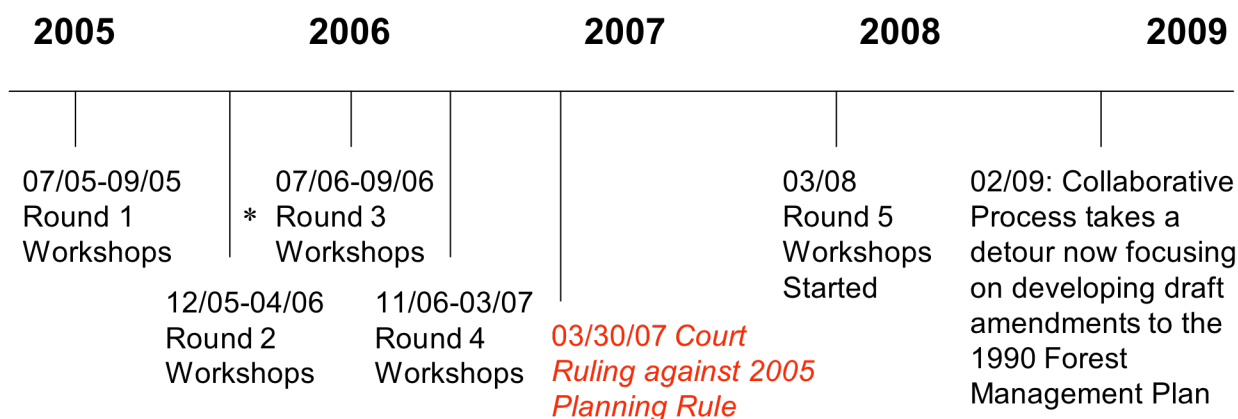 2005 2006 2007 2008 2009
07/05-09/05
Round 1
Workshops
*
07/06-09/06
Round 3
Workshops
03/08
Round 5
Workshops
Started
02/09: Collaborative
Process takes a
detour now focusing
on developing draft
amendments to the
1990 Forest
Management Plan
12/05-04/06
Round 2
Workshops
11/06-03/07
Round 4
Workshops
03/30/07 Court
Ruling against 2005
Planning Rule